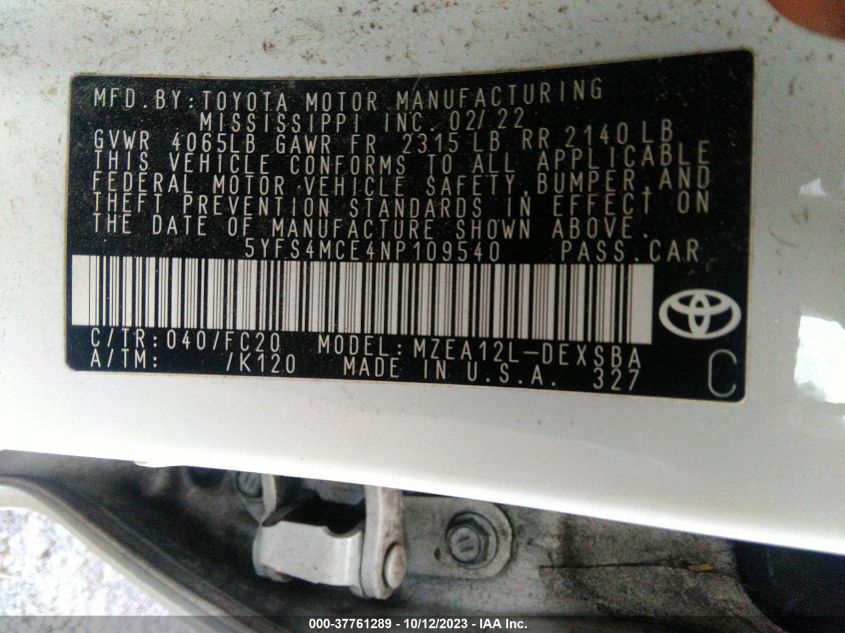 MFD.BY:TOYOTA MOTOR MANUFACTURING
MISSISSIPPI INC. 02/22
GVWR 4065LB GAWR FR 2315 LB RR 2140 LB
THIS VEHICLE CONFORMS TO ALL APPLICABLE
FEDERAL MOTOR VEHICLE SAFETY,BUMPER,AND
THEFT PREVENTION STANDARDS IN EFFECT ON
THE DATE OF MANUFACTURE SHOWN ABOVE.
5YFS4MCE4NP109540 PASS.CAR
C/TR:040/FC20 MODEL:MZEA12L-DEXSBA
A/TM: /K120 MADE IN U.S.A. 327
C
000-37761289 - 10/12/2023 - IAA Inc.